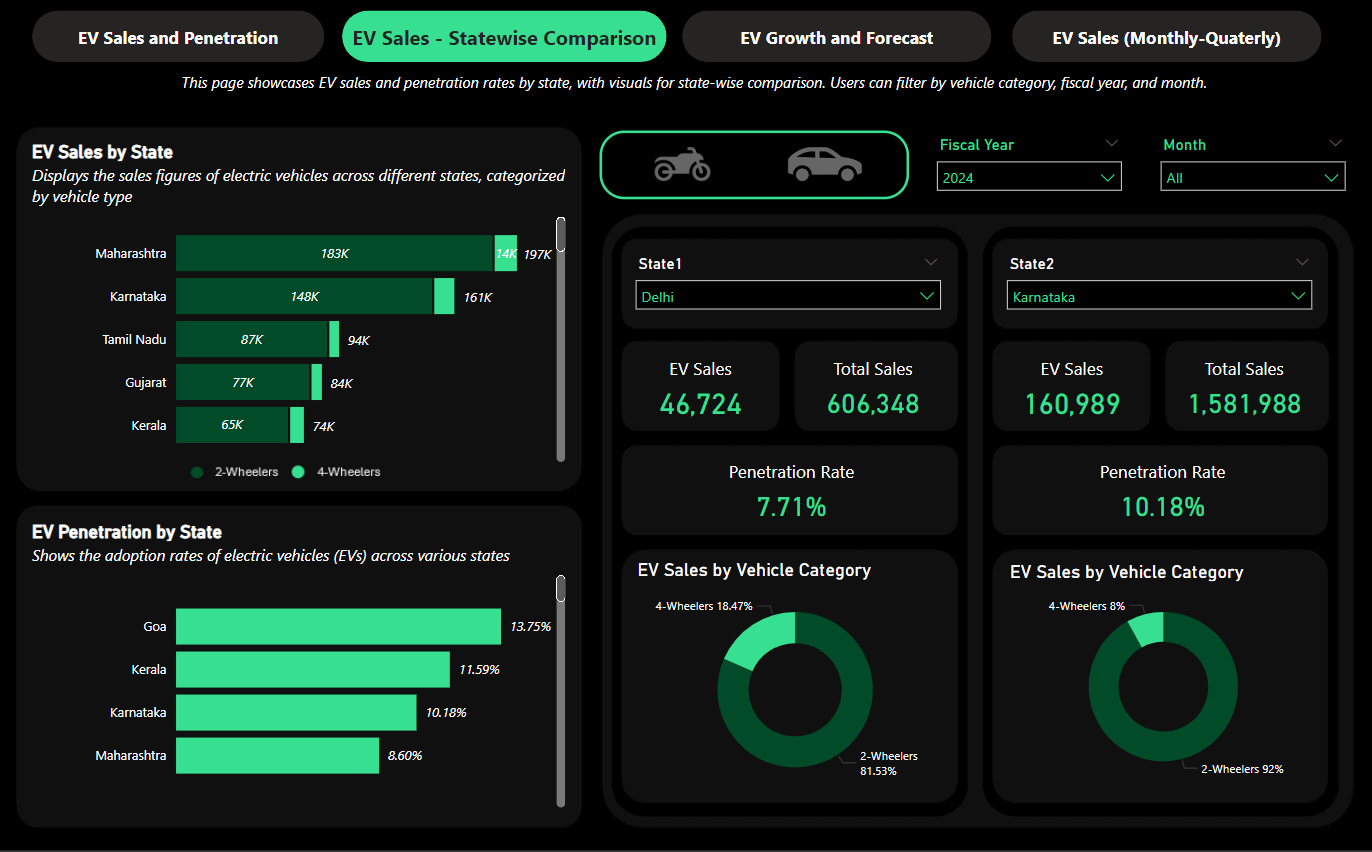 EV Sales and Penetration
EV Sales - Statewise Comparison
EV Growth and Forecast
EV Sales (Monthly-Quaterly)
This page showcases EV sales and penetration rates by state, with visuals for state-wise comparison. Users can filter by vehicle category, fiscal year, and month.
EV Sales by State
Displays the sales figures of electric vehicles across different states, categorized
by vehicle type
Maharashtra 183K 14K 197K
Karnataka 148K 161K
Tamil Nadu 87K 94K
Gujarat 77K 84K
Kerala 65K 74K
2-Wheelers 4-Wheelers
EV Penetration by State
Shows the adoption rates of electric vehicles (EVs) across various states
Goa 13.75%
Kerala 11.59%
Karnataka 10.18%
Maharashtra 8.60%
Fiscal Year
2024
Month
All
State1
Delhi
EV Sales
46,724
Total Sales
606,348
Penetration Rate
7.71%
EV Sales by Vehicle Category
4-Wheelers 18.47%
2-Wheelers
81.53%
State2
Karnataka
EV Sales
160,989
Total Sales
1,581,988
Penetration Rate
10.18%
EV Sales by Vehicle Category
4-Wheelers 8%
2-Wheelers 92%